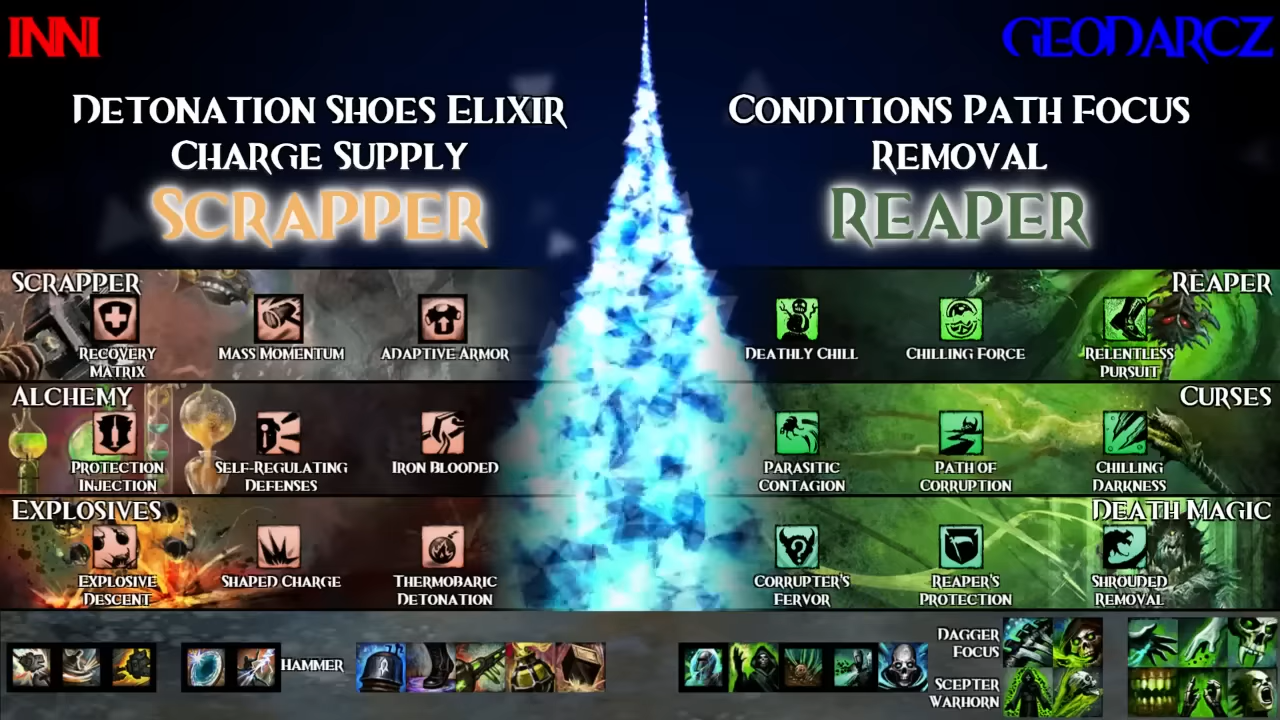 INNI
GEODARCZ
DETONATION SHOES ELIXIR
CHARGE SUPPLY
SCRAPPER
CONDITIONS PATH FOCUS
REMOVAL
REAPER
SCRAPPER
RECOVERY
MATRIX
MASS MOMENTUM
ADAPTIVE ARMOR
REAPER
DEATHLY CHILL
CHILLING FORCE
RELENTLESS
PURSUIT
ALCHEMY
PROTECTION
INJECTION
SELF-REGULATING
DEFENSES
IRON BLOODED
CURSES
PARASITIC
CONTAGION
PATH OF
CORRUPTION
CHILLING
DARKNESS
EXPLOSIVES
EXPLOSIVE
DESCENT
SHAPED CHARGE
THERMOBARIC
DETONATION
DEATH MAGIC
CORRUPTER'S
FERVOR
REAPER'S
PROTECTION
SHROUDED
REMOVAL
HAMMER
DAGGER
FOCUS
SCEPTER
WARHORN